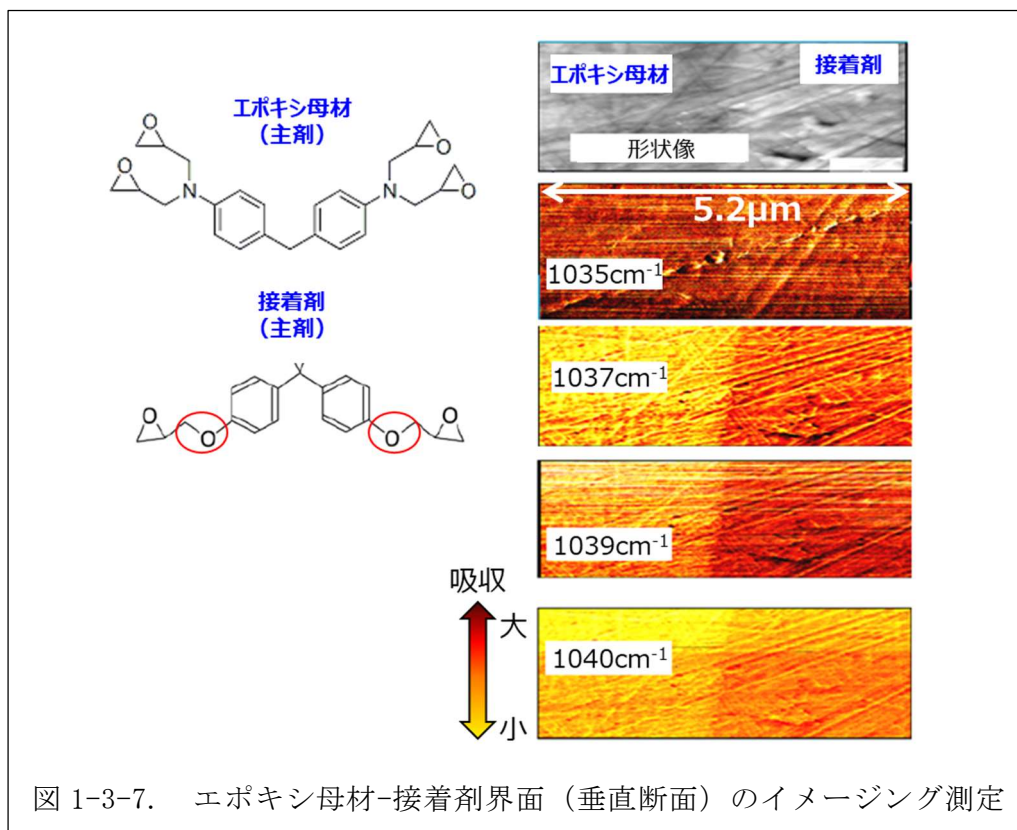 エポキシ母材
（主剤）
O
O
N
N
O
O
接着剤
（主剤）
O
O
O
O
エポキシ母材
接着剤
形状像
5.2μm
1035cm⁻¹
1037cm⁻¹
1039cm⁻¹
1040cm⁻¹
吸収
大
小
図 1-3-7. エポキシ母材-接着剤界面（垂直断面）のイメージング測定